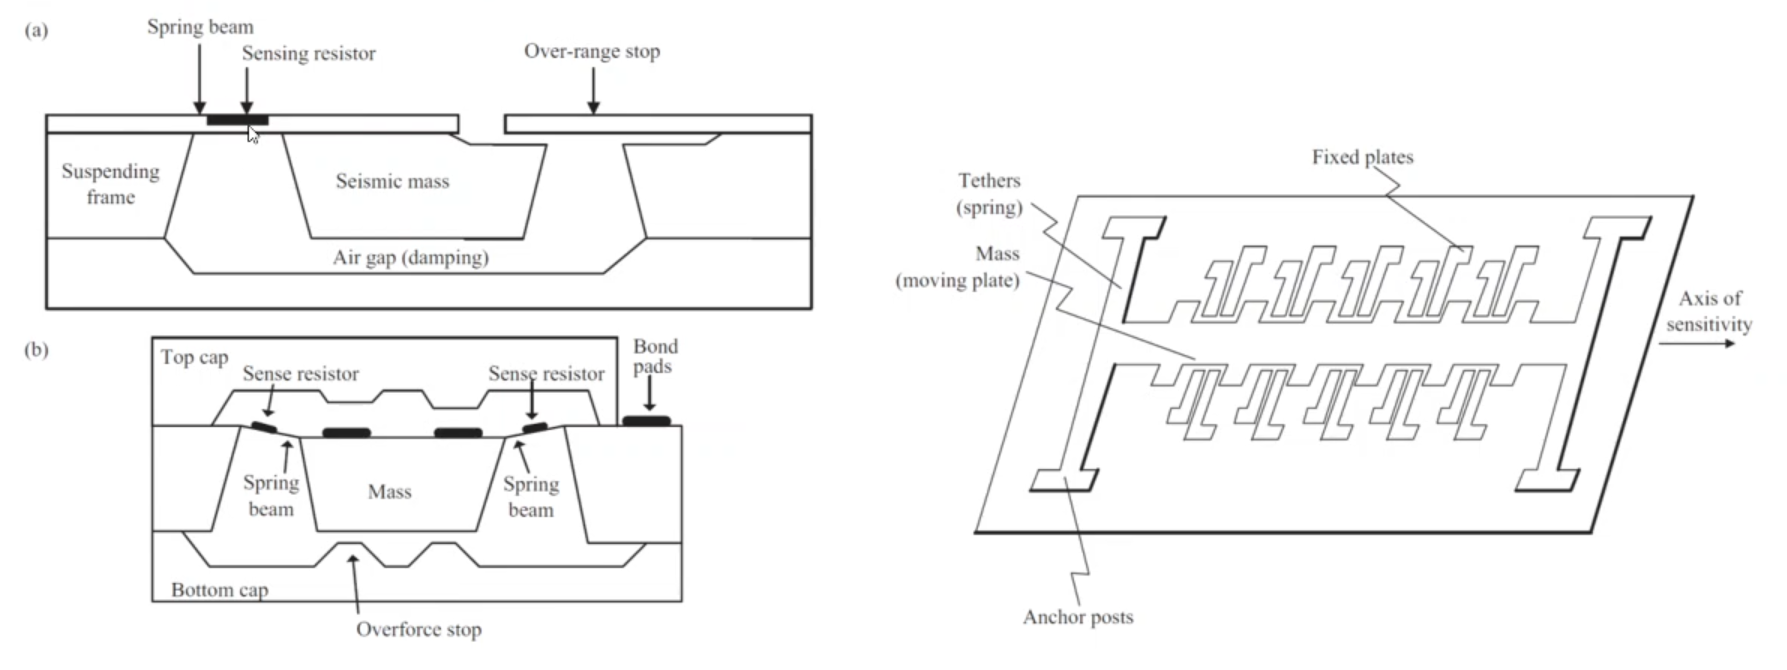 (a)
Spring beam
Sensing resistor
Over-range stop
Suspending
frame
Seismic mass
Air gap (damping)
(b)
Top cap
Sense resistor
Sense resistor
Bond
pads
Spring
beam
Mass
Spring
beam
Bottom cap
Overforce stop
Fixed plates
Tethers
(spring)
Mass
(moving plate)
Axis of
sensitivity
Anchor posts